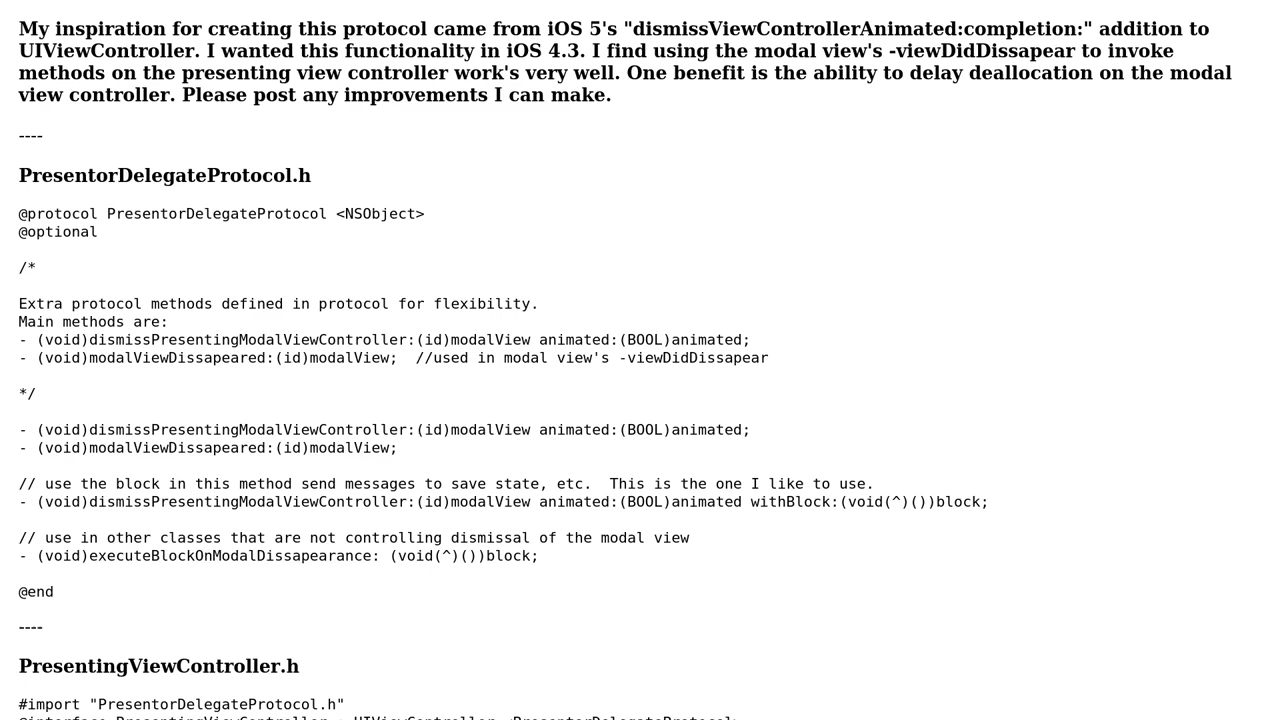 My inspiration for creating this protocol came from iOS 5's "dismissViewControllerAnimated:completion:" addition to
UIViewController. I wanted this functionality in iOS 4.3. I find using the modal view's -viewDidDissapear to invoke
methods on the presenting view controller work's very well. One benefit is the ability to delay deallocation on the modal
view controller. Please post any improvements I can make.
----
PresentorDelegateProtocol.h
@protocol PresentorDelegateProtocol <NSObject>
@optional
/*
Extra protocol methods defined in protocol for flexibility.
Main methods are:
- (void)dismissPresentingModalViewController:(id)modalView animated:(BOOL)animated;
- (void)modalViewDissapeared:(id)modalView;  //used in modal view's -viewDidDissapear
*/
- (void)dismissPresentingModalViewController:(id)modalView animated:(BOOL)animated;
- (void)modalViewDissapeared:(id)modalView;
// use the block in this method send messages to save state, etc.  This is the one I like to use.
- (void)dismissPresentingModalViewController:(id)modalView animated:(BOOL)animated withBlock:(void(^)())block;
// use in other classes that are not controlling dismissal of the modal view
- (void)executeBlockOnModalDissapearance: (void(^)())block;
@end
----
PresentingViewController.h
#import "PresentorDelegateProtocol.h"
@interface PresentingViewController : UIViewController <PresentorDelegateProtocol>